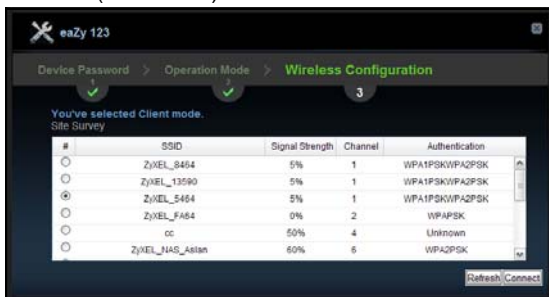 eaZy 123
Device Password > Operation Mode > Wireless Configuration
1 2 3
You've selected Client mode.
Site Survey
# SSID Signal Strength Channel Authentication
ZyXEL_8464 5% 1 WPA1PSKWPA2PSK
ZyXEL_13590 5% 1 WPA1PSKWPA2PSK
ZyXEL_5464 5% 1 WPA1PSKWPA2PSK
ZyXEL_FA64 0% 2 WPAPSK
cc 50% 4 Unknown
ZyXEL_NAS_Asian 60% 6 WPA2PSK
Refresh Connect